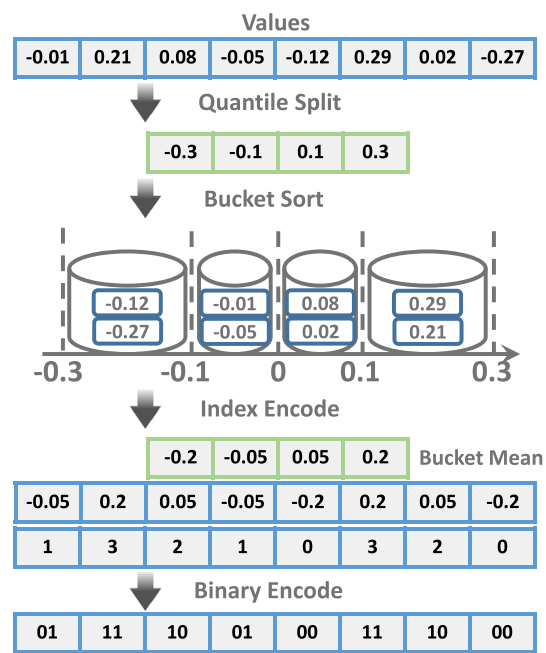 Values
-0.01 0.21 0.08 -0.05 -0.12 0.29 0.02 -0.27
Quantile Split
-0.3 -0.1 0.1 0.3
Bucket Sort
-0.12 -0.01 0.08 0.29
-0.27 -0.05 0.02 0.21
-0.3 -0.1 0 0.1 0.3
Index Encode
-0.2 -0.05 0.05 0.2 Bucket Mean
-0.05 0.2 0.05 -0.05 -0.2 0.2 0.05 -0.2
1 3 2 1 0 3 2 0
Binary Encode
01 11 10 01 00 11 10 00